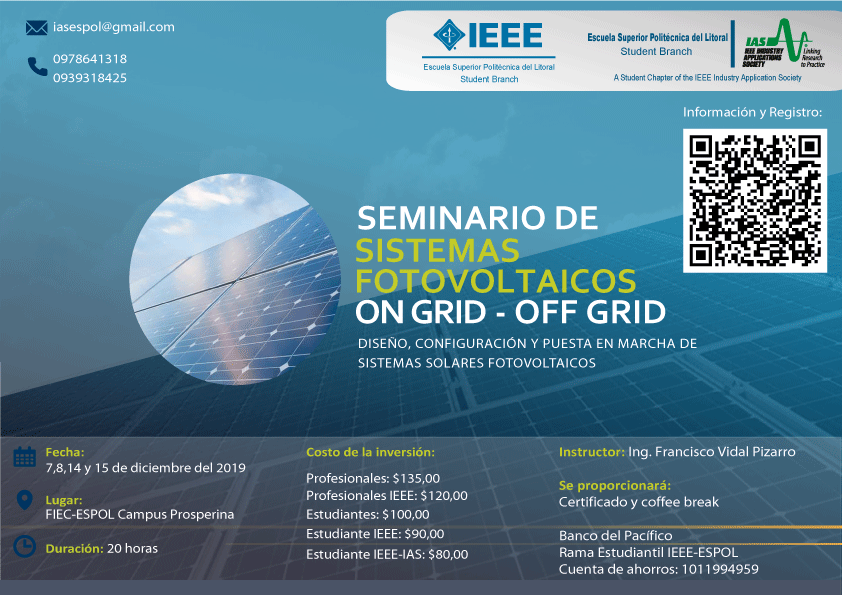 iasespol@gmail.com
0978641318
0939318425
IEEE
Escuela Superior Politécnica del Litoral
Student Branch
Escuela Superior Politécnica del Litoral
Student Branch
IAS
IEEE INDUSTRY
APPLICATIONS
SOCIETY
Linking
Research
to Practice
A Student Chapter of the IEEE Industry Application Society
Información y Registro:
SEMINARIO DE
SISTEMAS
FOTOVOLTAICOS
ON GRID - OFF GRID
DISEÑO, CONFIGURACIÓN Y PUESTA EN MARCHA DE
SISTEMAS SOLARES FOTOVOLTAICOS
Fecha:
7,8,14 y 15 de diciembre del 2019
Lugar:
FIEC-ESPOL Campus Prosperina
Duración: 20 horas
Costo de la inversión:
Profesionales: $135,00
Profesionales IEEE: $120,00
Estudiantes: $100,00
Estudiante IEEE: $90,00
Estudiante IEEE-IAS: $80,00
Instructor: Ing. Francisco Vidal Pizarro
Se proporcionará:
Certificado y coffee break
Banco del Pacífico
Rama Estudiantil IEEE-ESPOL
Cuenta de ahorros: 1011994959